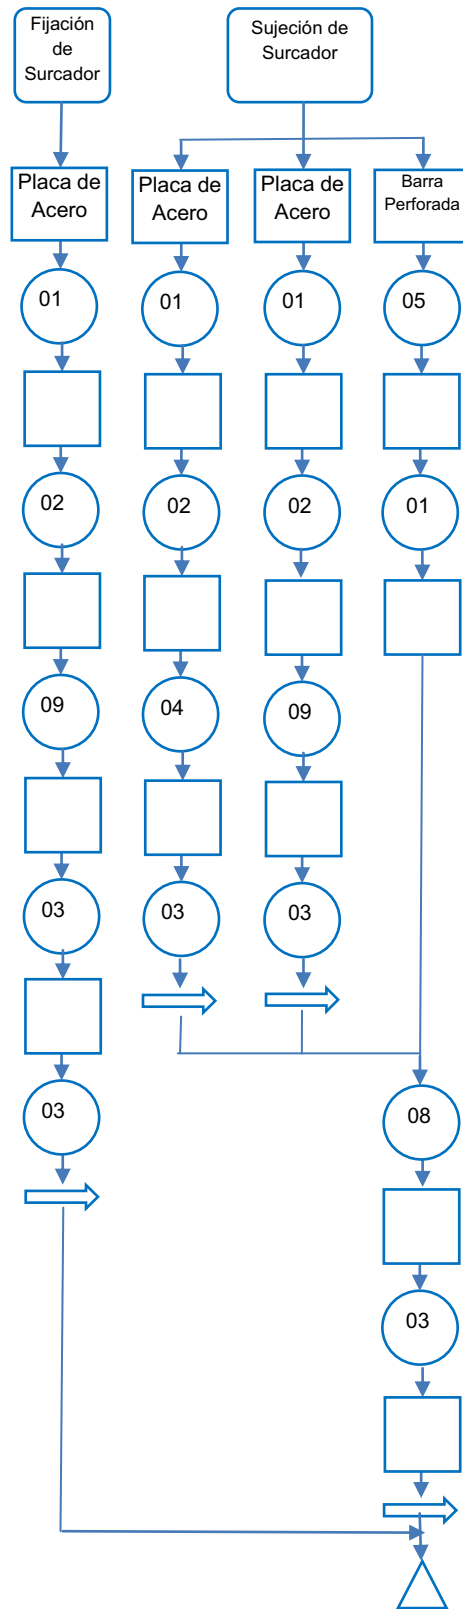 Fijación
de
Surcador
Sujeción de
Surcador
Placa de
Acero
Placa de
Acero
Placa de
Acero
Barra
Perforada
01
01
01
05
02
02
02
01
09
04
09
03
03
03
03
08
03